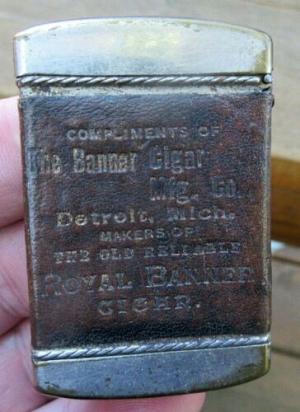 COMPLIMENTS OF
The Banner Cigar
Mfg. Co.
Detroit, Mich.
MAKERS OF
THE OLD RELIABLE
ROYAL BANNER
CIGAR.